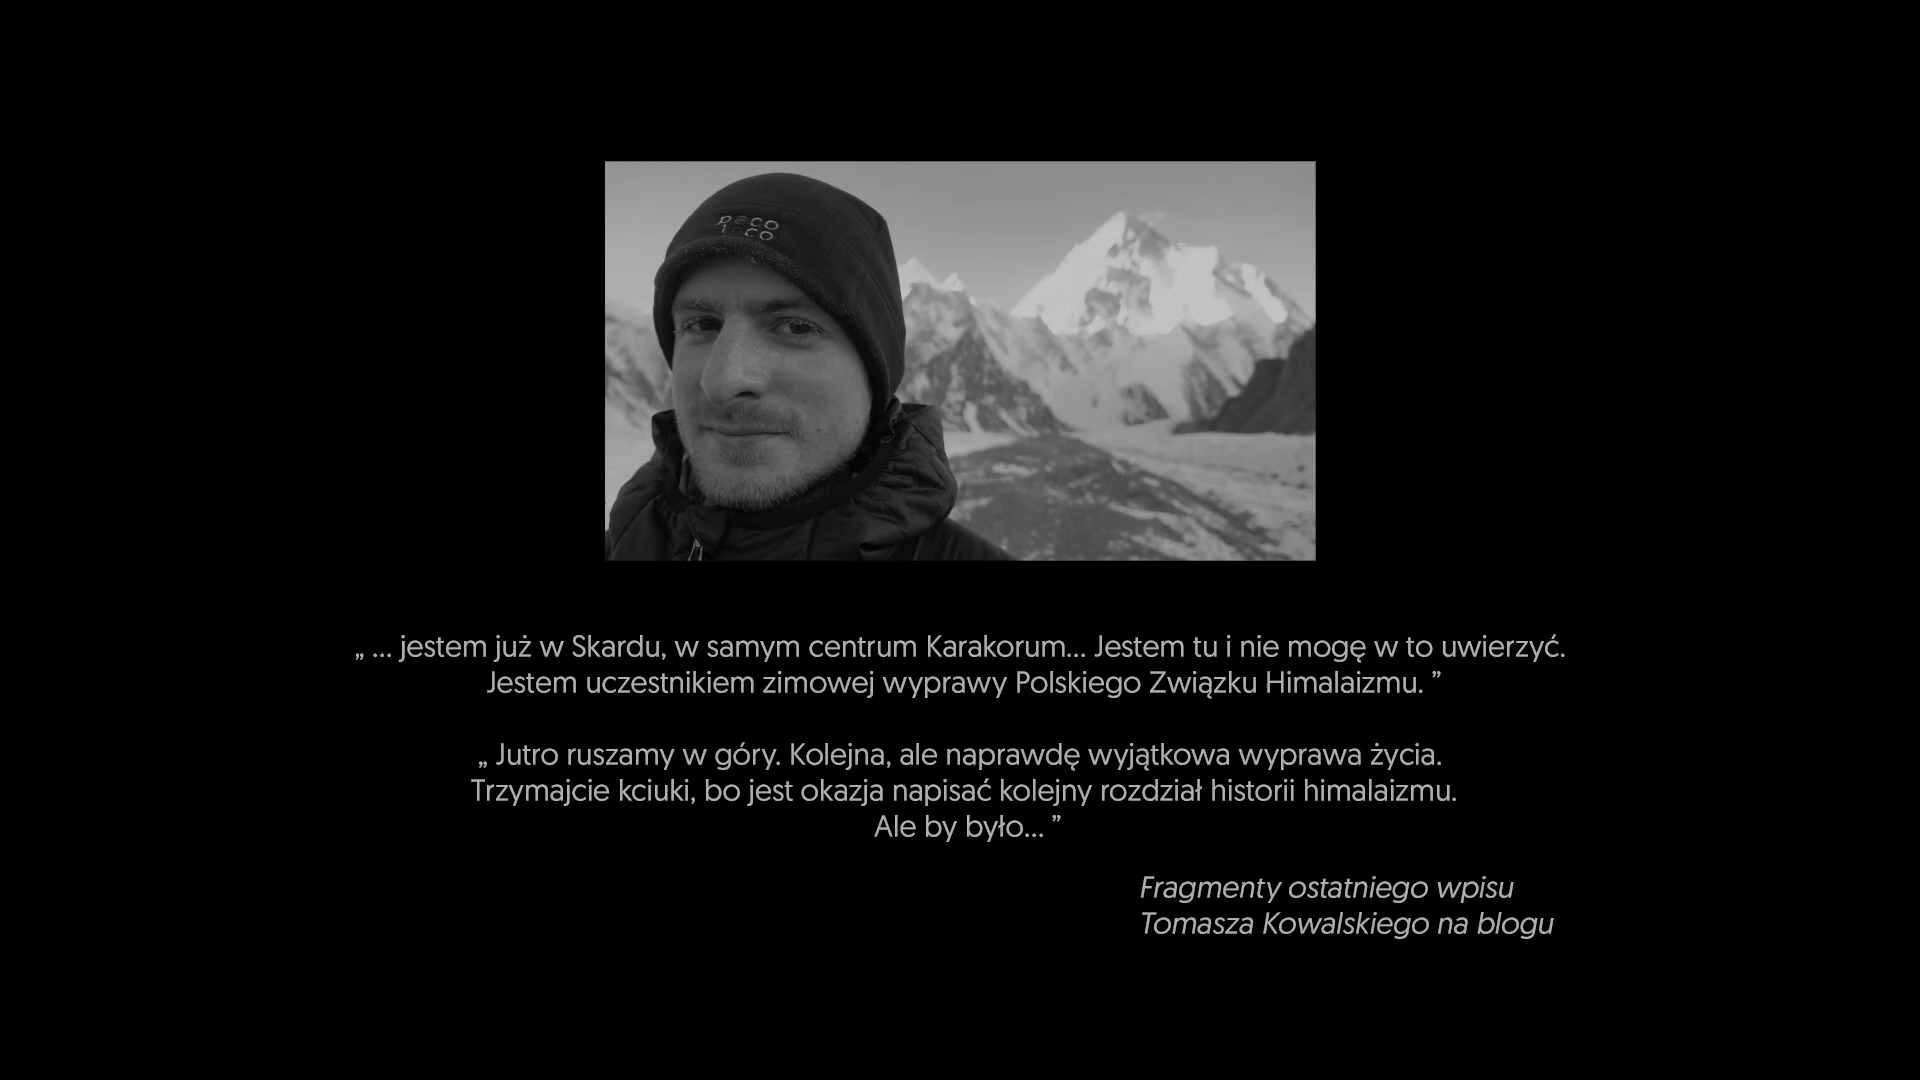 „ ... jestem już w Skardu, w samym centrum Karakorum... Jestem tu i nie mogę w to uwierzyć.
Jestem uczestnikiem zimowej wyprawy Polskiego Związku Himalaizmu. ”
„ Jutro ruszamy w góry. Kolejna, ale naprawdę wyjątkowa wyprawa życia.
Trzymajcie kciuki, bo jest okazja napisać kolejny rozdział historii himalaizmu.
Ale by było... ”
Fragmenty ostatniego wpisu
Tomasza Kowalskiego na blogu